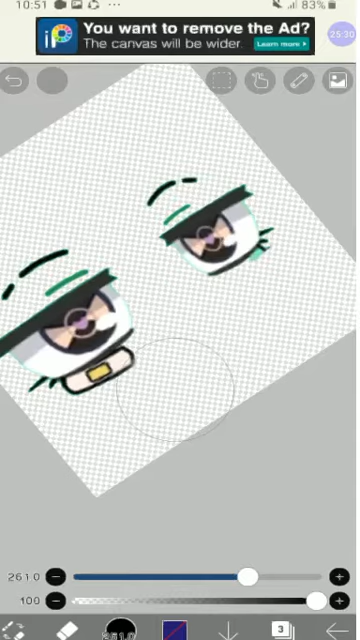 10:51
83%
iP
You want to remove the Ad?
The canvas will be wider.
Learn more >
25:30
261.0
100
261.0
3